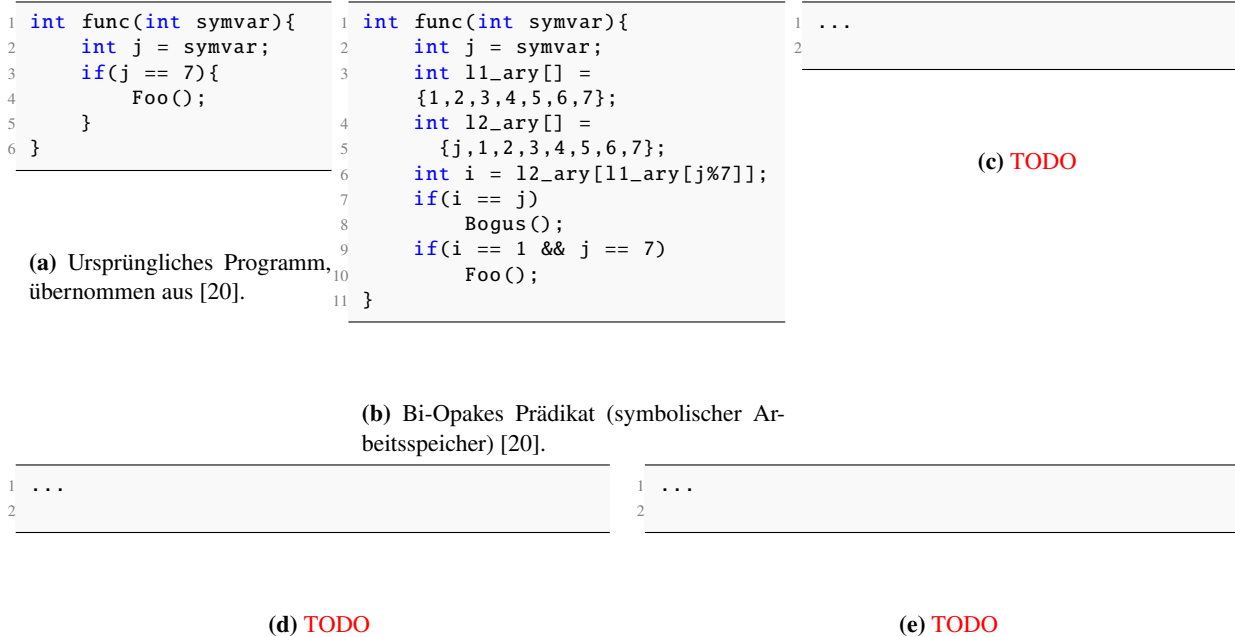 1 int func(int symvar){
2     int j = symvar;
3     if(j == 7){
4         Foo();
5     }
6 }
(a) Ursprüngliches Programm,
übernommen aus [20].
1 int func(int symvar){
2     int j = symvar;
3     int l1_ary[] =
{1,2,3,4,5,6,7};
4     int l2_ary[] =
5       {j,1,2,3,4,5,6,7};
6     int i = l2_ary[l1_ary[j%7]];
7     if(i == j)
8         Bogus();
9     if(i == 1 && j == 7)
10         Foo();
11 }
(b) Bi-Opakes Prädikat (symbolischer Ar-
beitsspeicher) [20].
1 ...
2
(c) TODO
1 ...
2
(d) TODO
1 ...
2
(e) TODO